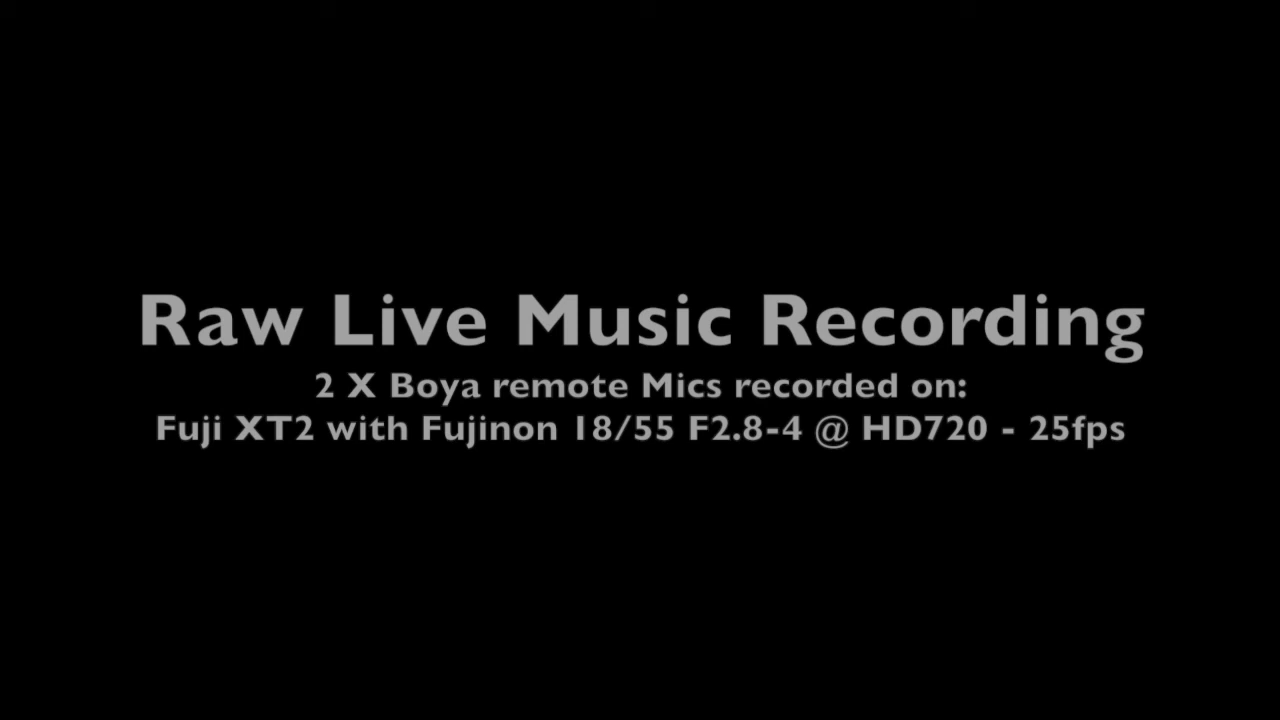 Raw Live Music Recording
2 X Boya remote Mics recorded on:
Fuji XT2 with Fujinon 18/55 F2.8-4 @ HD720 - 25fps